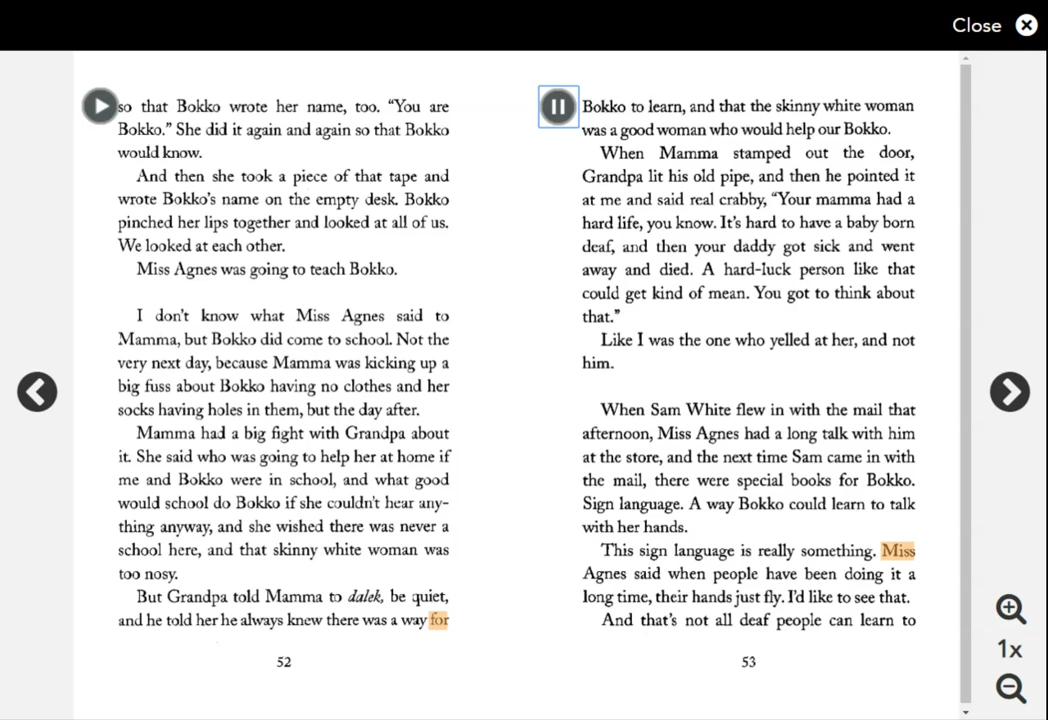 Close
so that Bokko wrote her name, too. “You are
Bokko.” She did it again and again so that Bokko
would know.
And then she took a piece of that tape and
wrote Bokko’s name on the empty desk. Bokko
pinched her lips together and looked at all of us.
We looked at each other.
Miss Agnes was going to teach Bokko.
I don’t know what Miss Agnes said to
Mamma, but Bokko did come to school. Not the
very next day, because Mamma was kicking up a
big fuss about Bokko having no clothes and her
socks having holes in them, but the day after.
Mamma had a big fight with Grandpa about
it. She said who was going to help her at home if
me and Bokko were in school, and what good
would school do Bokko if she couldn’t hear any-
thing anyway, and she wished there was never a
school here, and that skinny white woman was
too nosy.
But Grandpa told Mamma to dalek, be quiet,
and he told her he always knew there was a way for
52
Bokko to learn, and that the skinny white woman
was a good woman who would help our Bokko.
When Mamma stamped out the door,
Grandpa lit his old pipe, and then he pointed it
at me and said real crabby, “Your mamma had a
hard life, you know. It’s hard to have a baby born
deaf, and then your daddy got sick and went
away and died. A hard-luck person like that
could get kind of mean. You got to think about
that.”
Like I was the one who yelled at her, and not
him.
When Sam White flew in with the mail that
afternoon, Miss Agnes had a long talk with him
at the store, and the next time Sam came in with
the mail, there were special books for Bokko.
Sign language. A way Bokko could learn to talk
with her hands.
This sign language is really something. Miss
Agnes said when people have been doing it a
long time, their hands just fly. I’d like to see that.
And that’s not all deaf people can learn to
53
1x